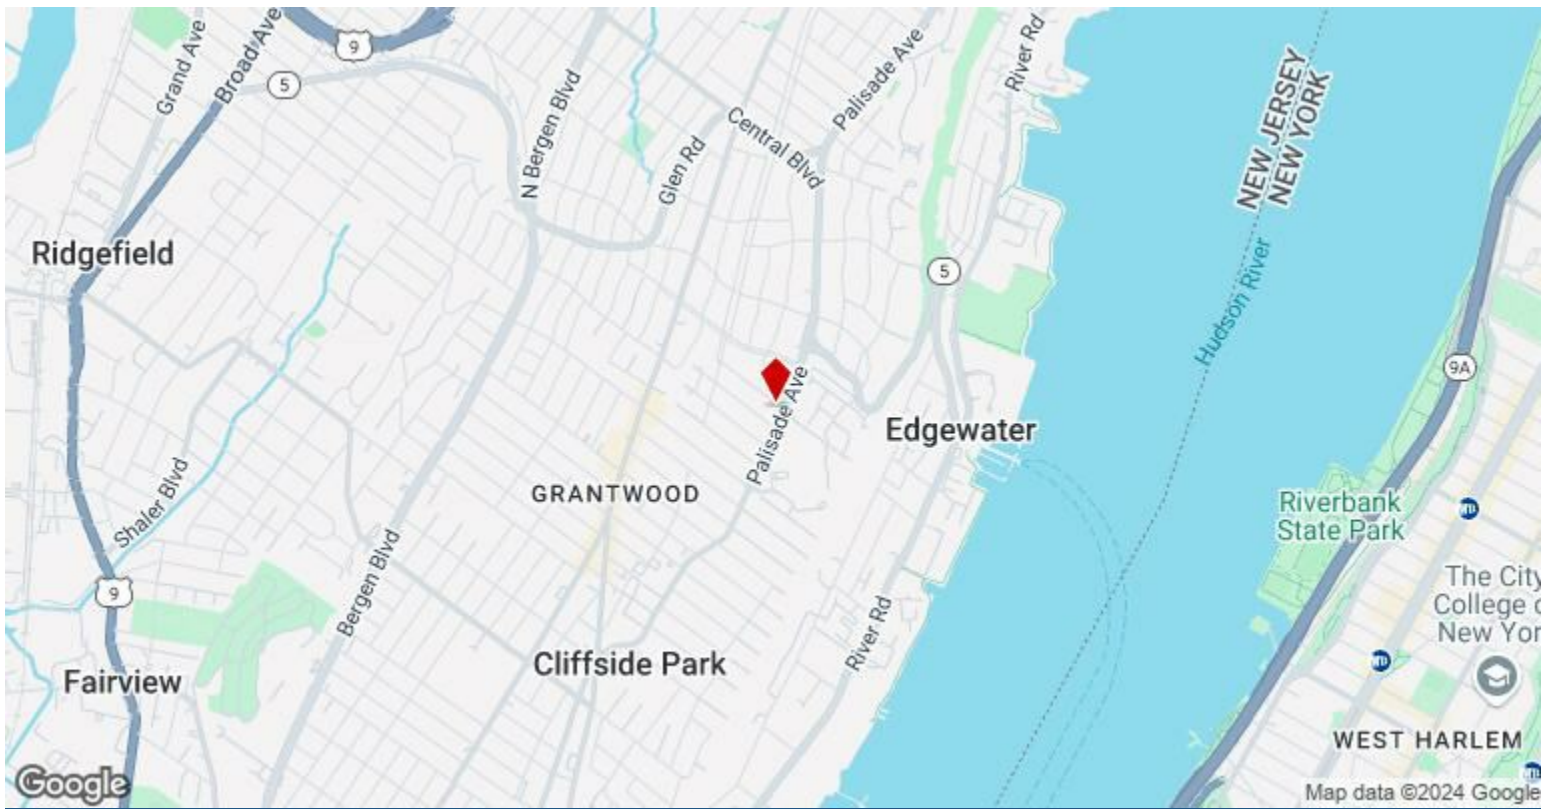 Grand Ave
Broad Ave
9
5
N Bergen Blvd
Glen Rd
Central Blvd
Palisade Ave
River Rd
NEW JERSEY
NEW YORK
Hudson River
Ridgefield
5
9A
Palisade Ave
Edgewater
GRANTWOOD
Shaler Blvd
Bergen Blvd
9
Riverbank
State Park
The City
College o
New Yor
River Rd
Cliffside Park
Fairview
WEST HARLEM
Google
Map data ©2024 Google